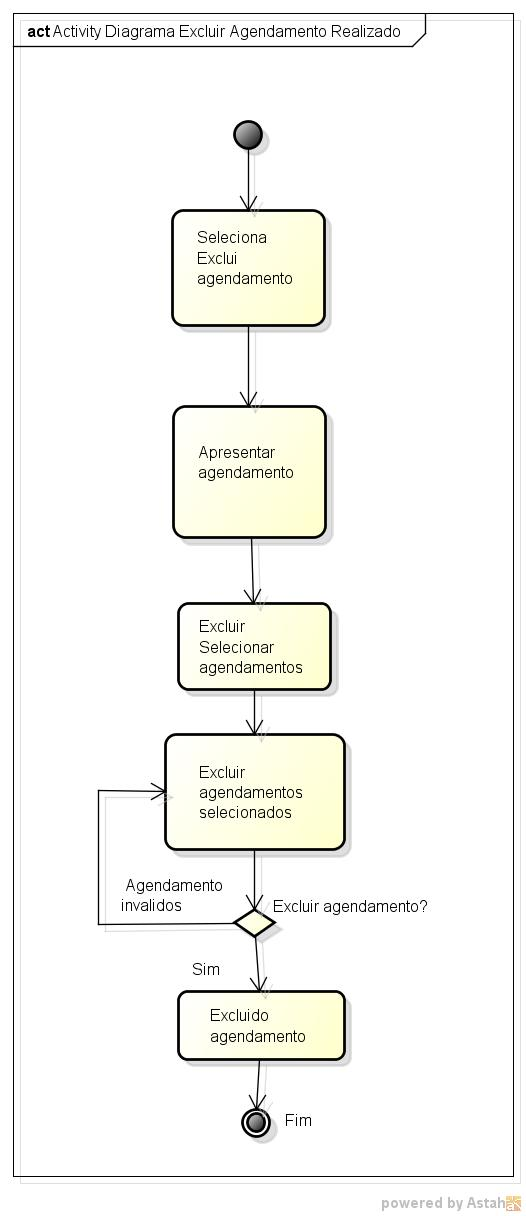 act Activity Diagrama Excluir Agendamento Realizado
Seleciona
Exclui
agendamento
Apresentar
agendamento
Excluir
Selecionar
agendamentos
Excluir
agendamentos
selecionados
Agendamento
invalidos
Excluir agendamento?
Sim
Excluido
agendamento
Fim
powered by Astah